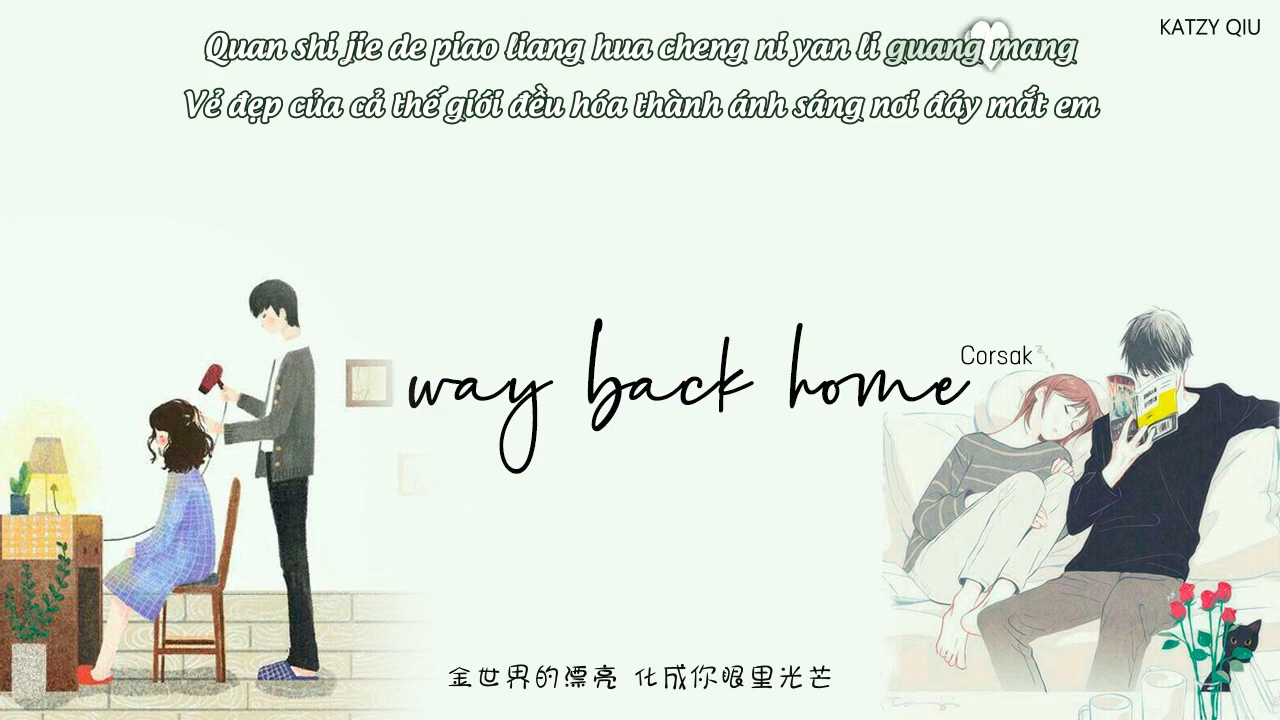 Quan shi jie de piao liang hua cheng ni yan li guang mang
KATZY QIU
Vẻ đẹp của cả thế giới đều hóa thành ánh sáng nơi đáy mắt em
way back home
Corsak
金世界的漂亮 化成你眼里光芒